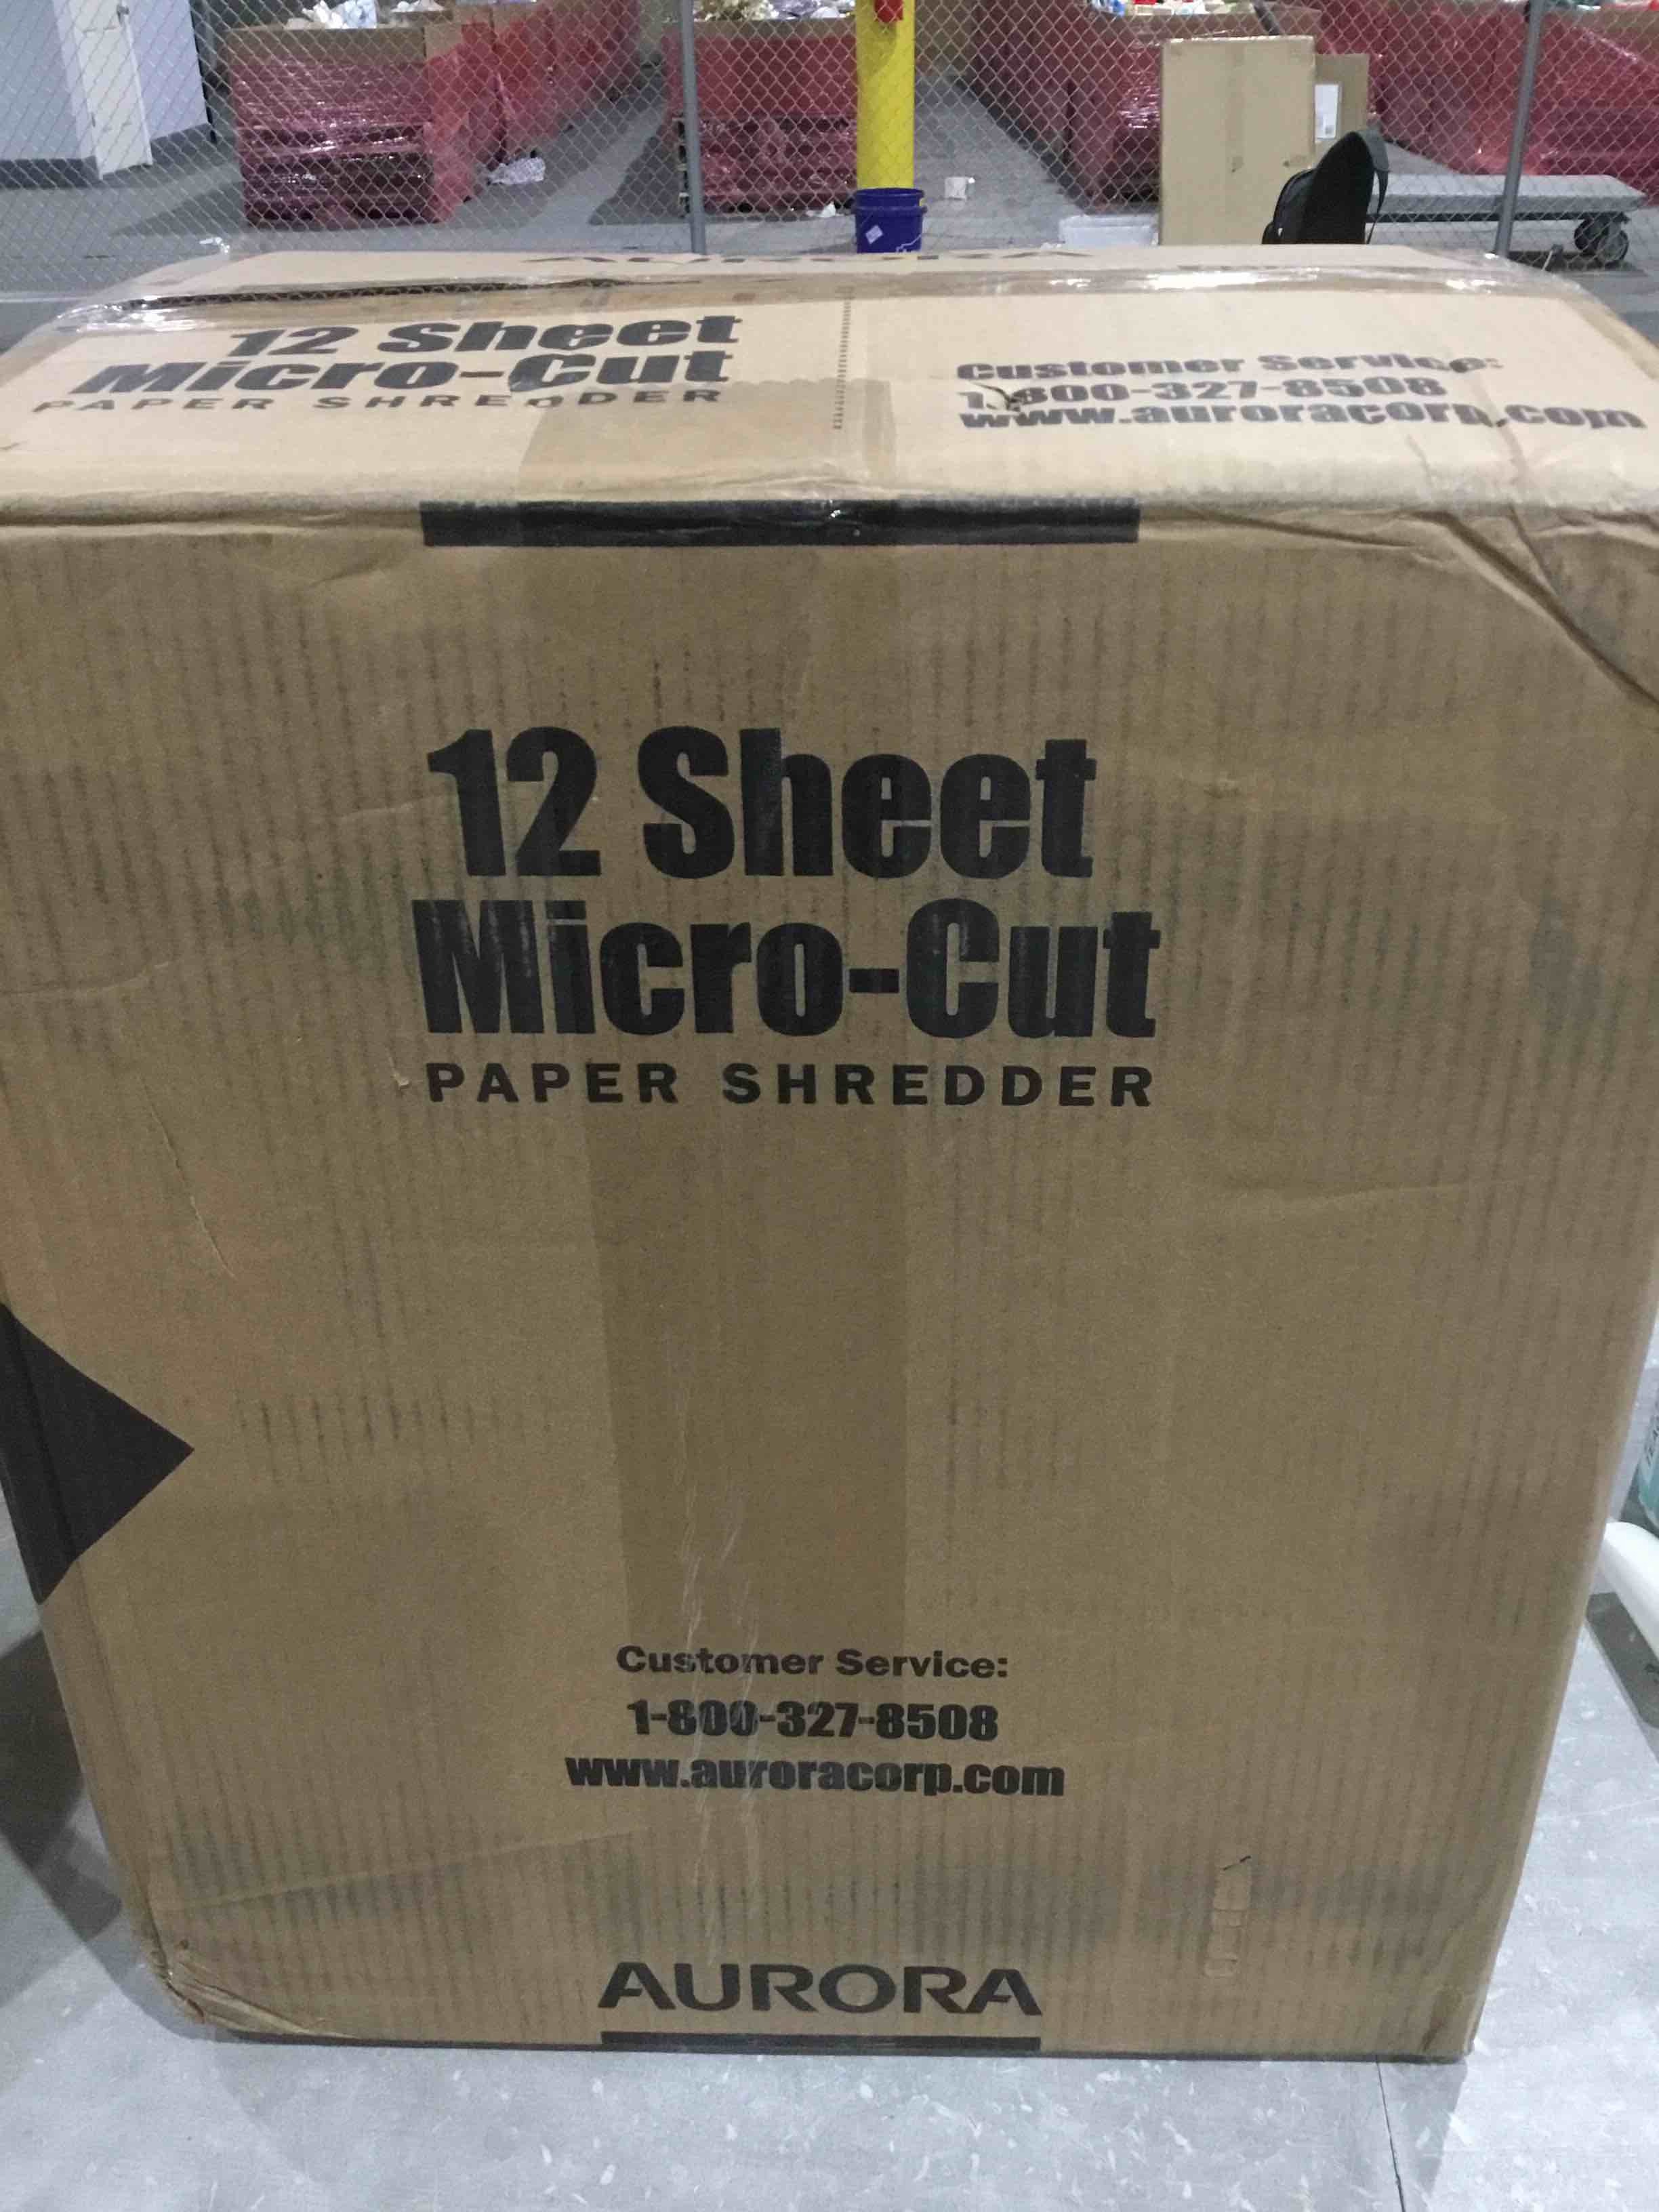 AURORA
12 Sheet
Micro-Cut
PAPER SHREDDER
Customer Service:
1-800-327-8508
www.auroracorp.com
12 Sheet
Micro-Cut
PAPER SHREDDER
Customer Service:
1-800-327-8508
www.auroracorp.com
AURORA